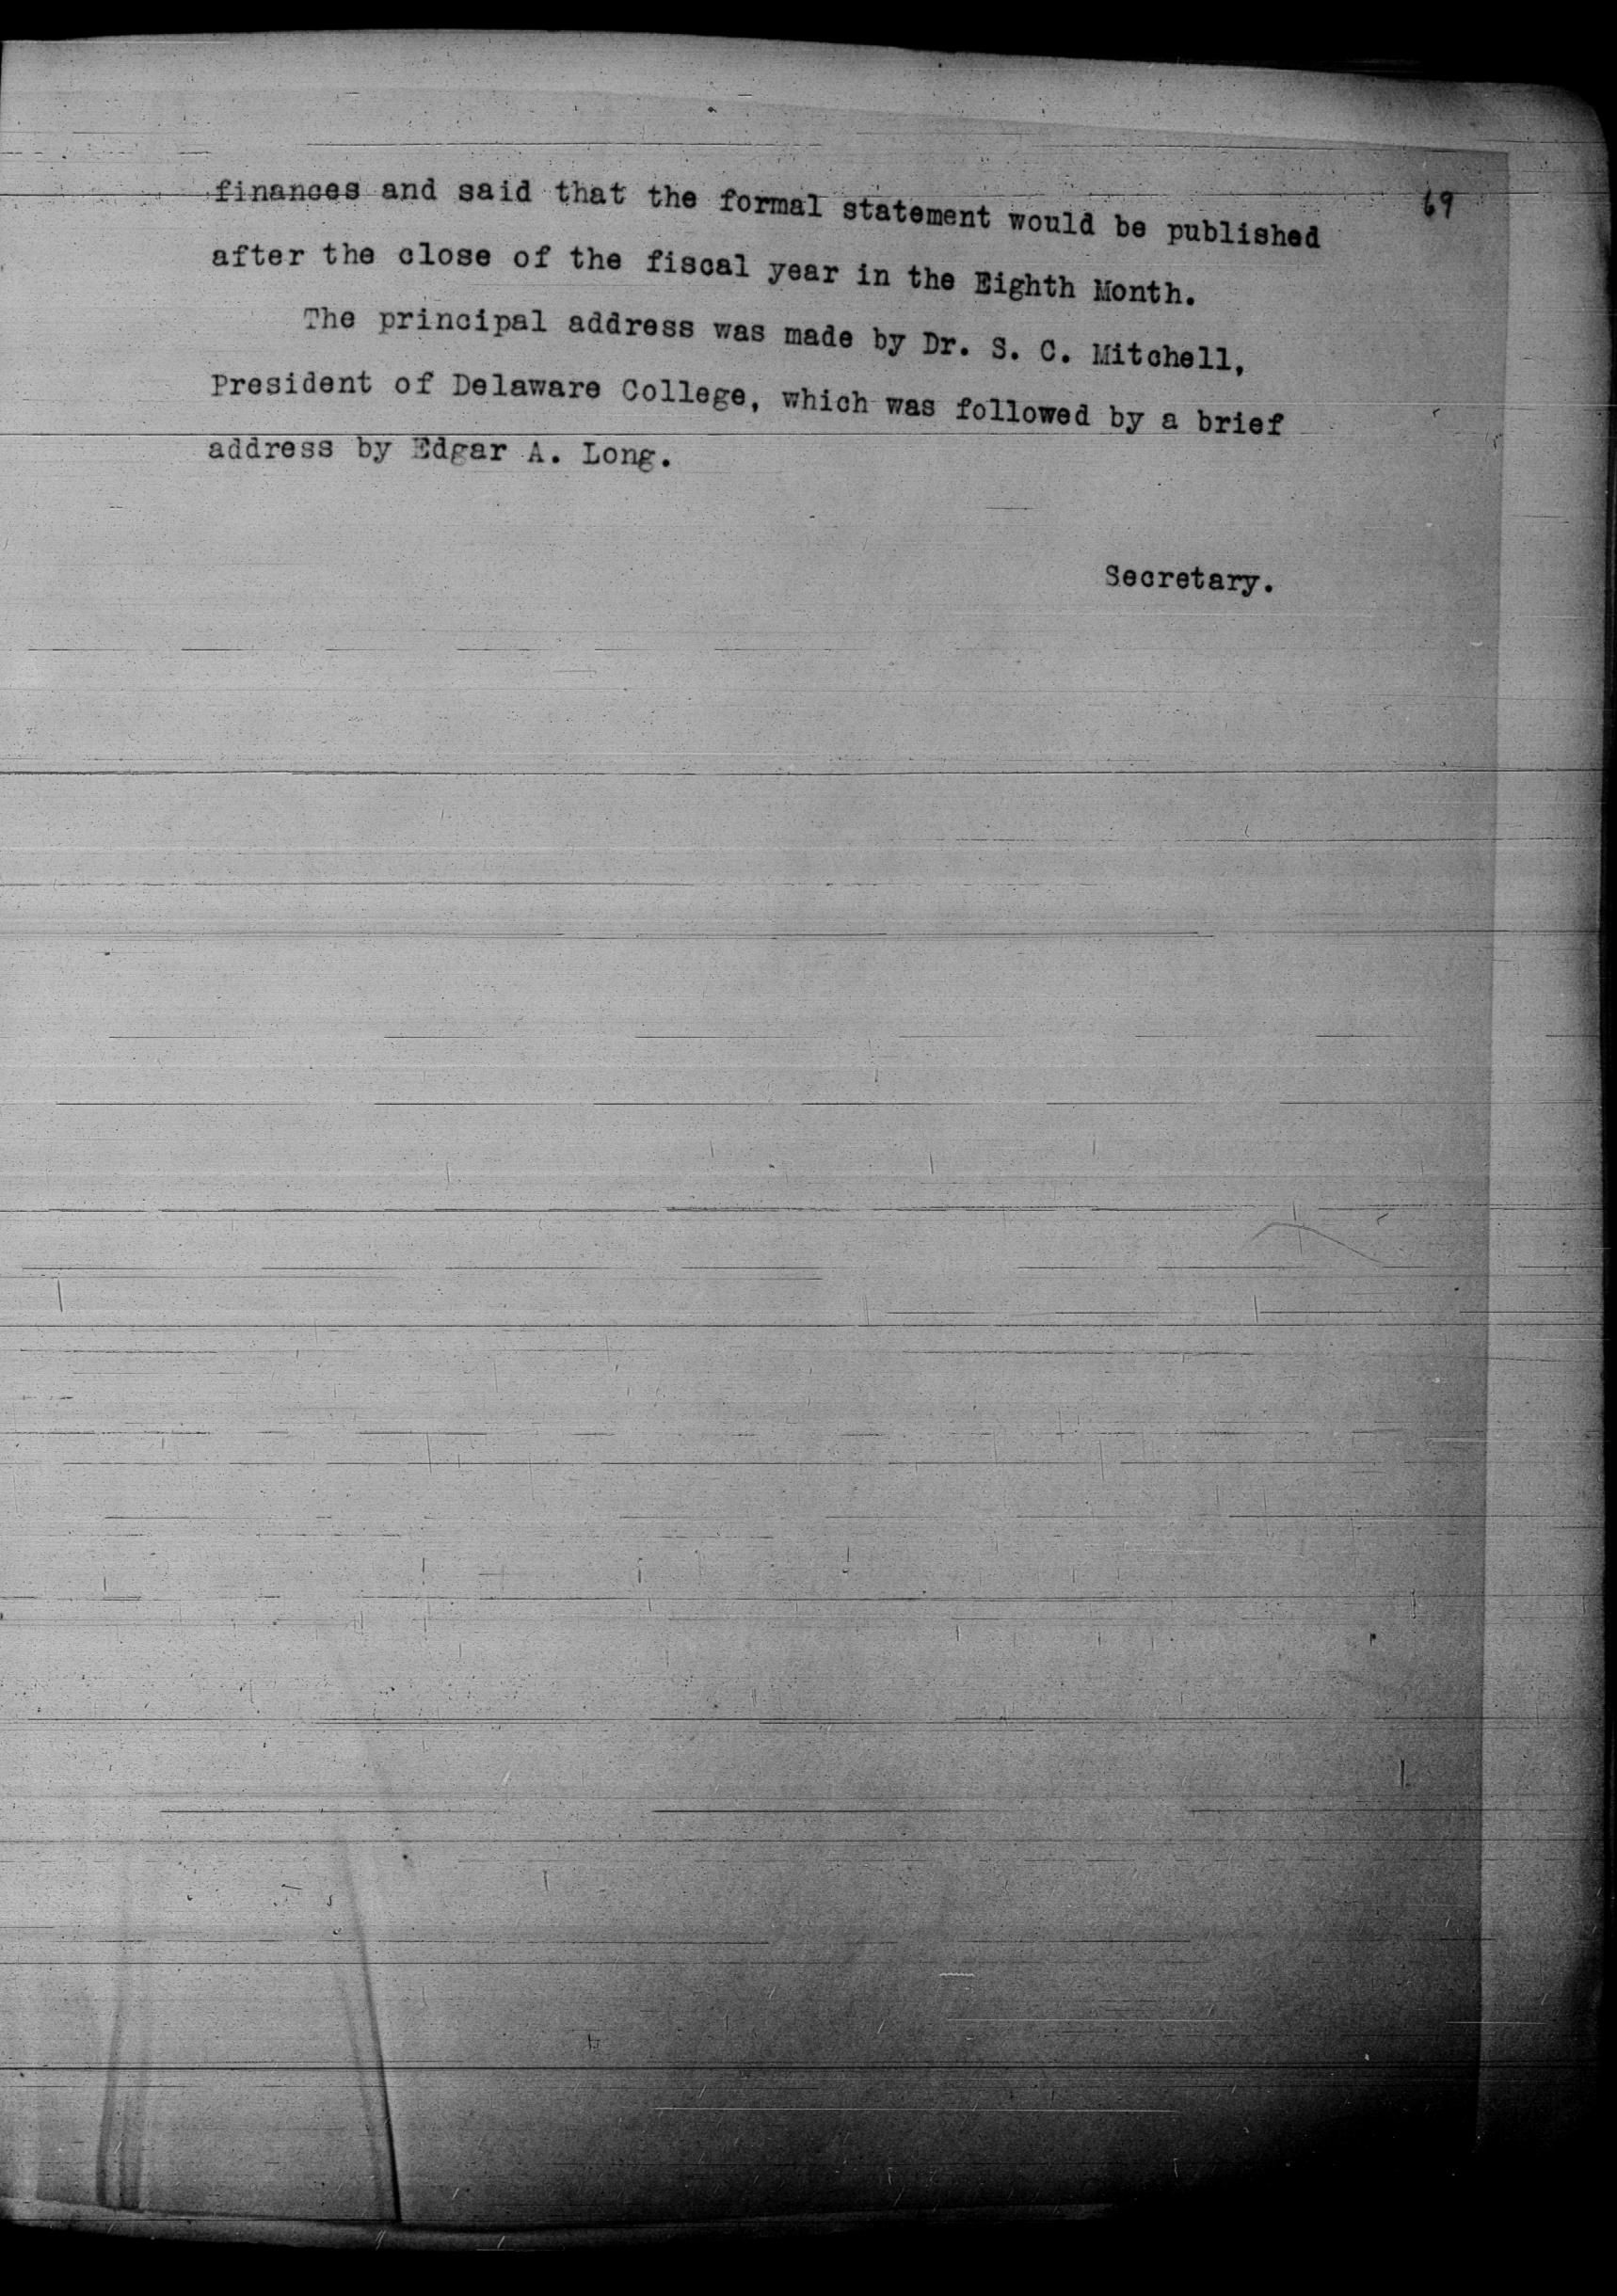 69
finances and said that the formal statement would be published
after the close of the fiscal year in the Eighth Month.
The principal address was made by Dr. S. C. Mitchell,
President of Delaware College, which was followed by a brief
address by Edgar A. Long.
Secretary.